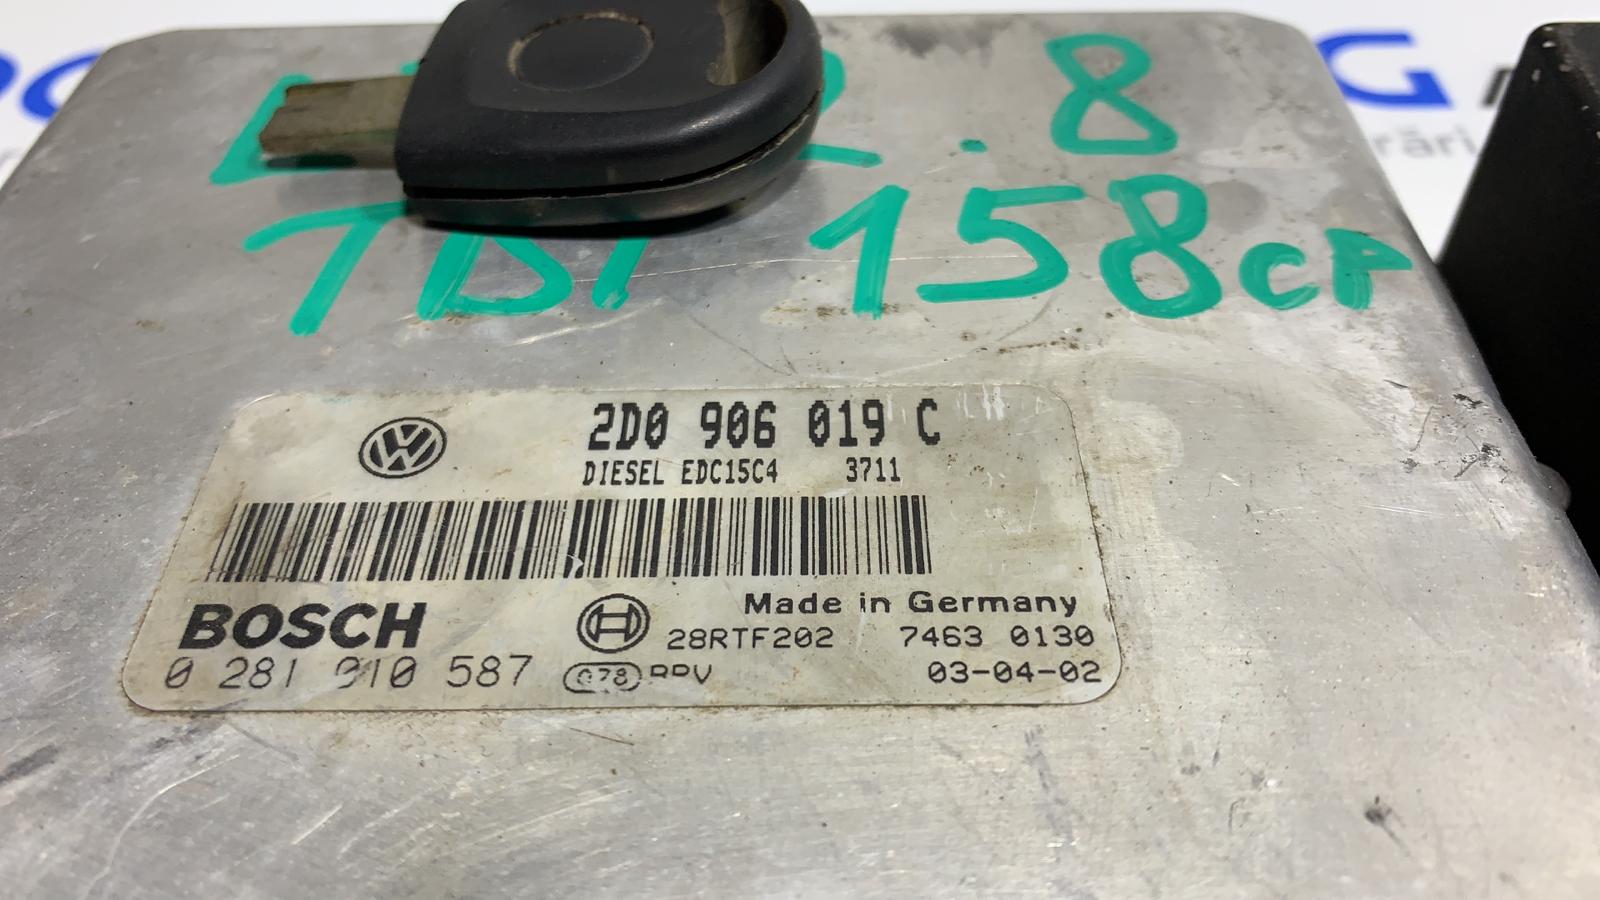 2.8
TDI 158CP
2D0 906 019 C
DIESEL EDC15C4 3711
BOSCH
Made in Germany
28RTF202 7463 0130
0 281 010 587
03-04-02